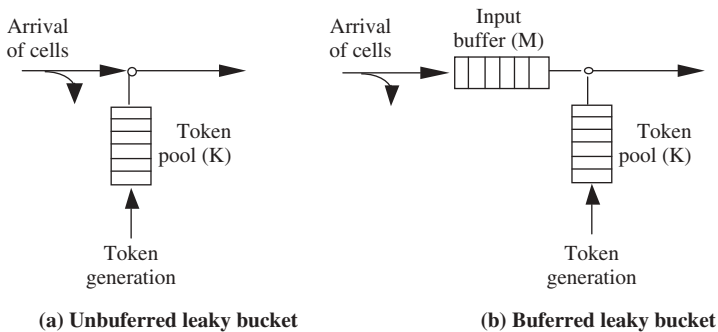 Arrival
of cells
Token
pool (K)
Token
generation
(a) Unbuferred leaky bucket
Arrival
of cells
Input
buffer (M)
Token
pool (K)
Token
generation
(b) Buferred leaky bucket